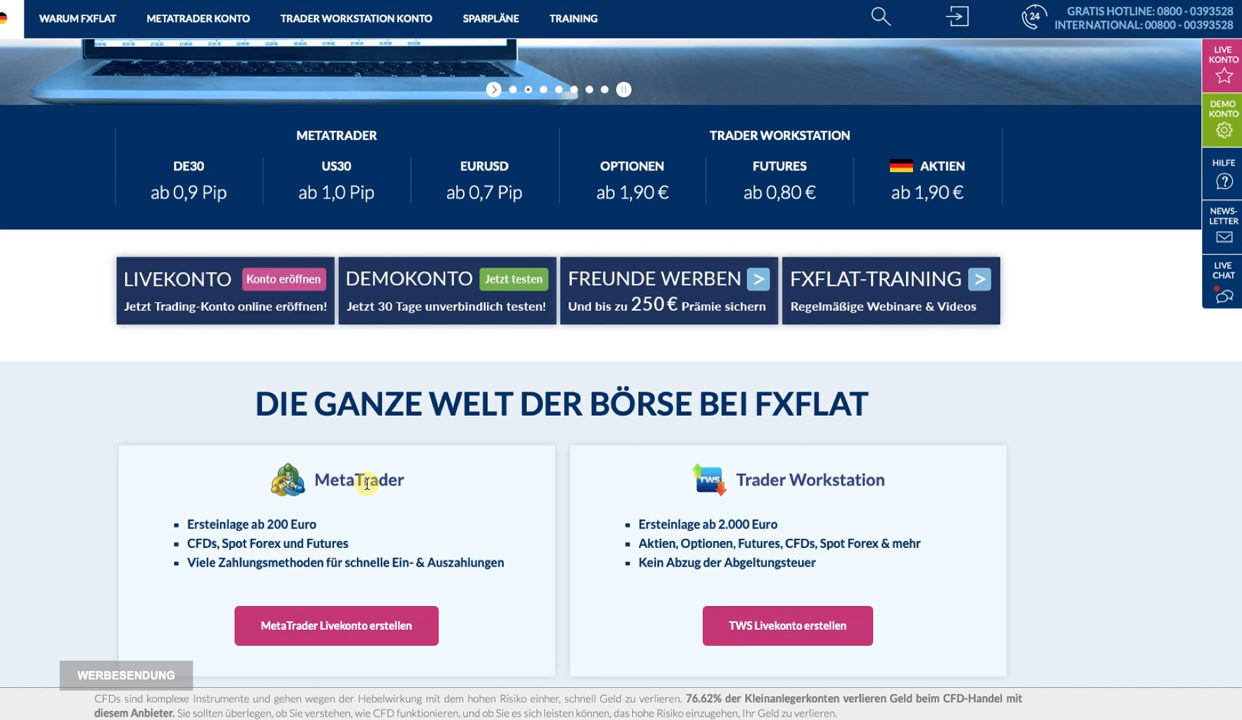 WARUM FXFLAT METATRADER KONTO TRADER WORKSTATION KONTO SPARPLÄNE TRAINING
24
GRATIS HOTLINE: 0800 - 0393528
INTERNATIONAL: 00800 - 00393528
LIVE
KONTO
DEMO
KONTO
HILFE
NEWS-
LETTER
LIVE
CHAT
METATRADER
DE30 US30 EURUSD
ab 0,9 Pip ab 1,0 Pip ab 0,7 Pip
TRADER WORKSTATION
OPTIONEN FUTURES AKTIEN
ab 1,90 € ab 0,80 € ab 1,90 €
LIVEKONTO Konto eröffnen
Jetzt Trading-Konto online eröffnen!
DEMOKONTO Jetzt testen
Jetzt 30 Tage unverbindlich testen!
FREUNDE WERBEN >
Und bis zu 250 € Prämie sichern
FXFLAT-TRAINING >
Regelmäßige Webinare & Videos
DIE GANZE WELT DER BÖRSE BEI FXFLAT
MetaTrader
Ersteinlage ab 200 Euro
CFDs, Spot Forex und Futures
Viele Zahlungsmethoden für schnelle Ein- & Auszahlungen
MetaTrader Livekonto erstellen
TWS
Trader Workstation
Ersteinlage ab 2.000 Euro
Aktien, Optionen, Futures, CFDs, Spot Forex & mehr
Kein Abzug der Abgeltungsteuer
TWS Livekonto erstellen
WERBESENDUNG
CFDs sind komplexe Instrumente und gehen wegen der Hebelwirkung mit dem hohen Risiko einher, schnell Geld zu verlieren. 76.62% der Kleinanlegerkonten verlieren Geld beim CFD-Handel mit
diesem Anbieter. Sie sollten überlegen, ob Sie verstehen, wie CFD funktionieren, und ob Sie es sich leisten können, das hohe Risiko einzugehen, Ihr Geld zu verlieren.